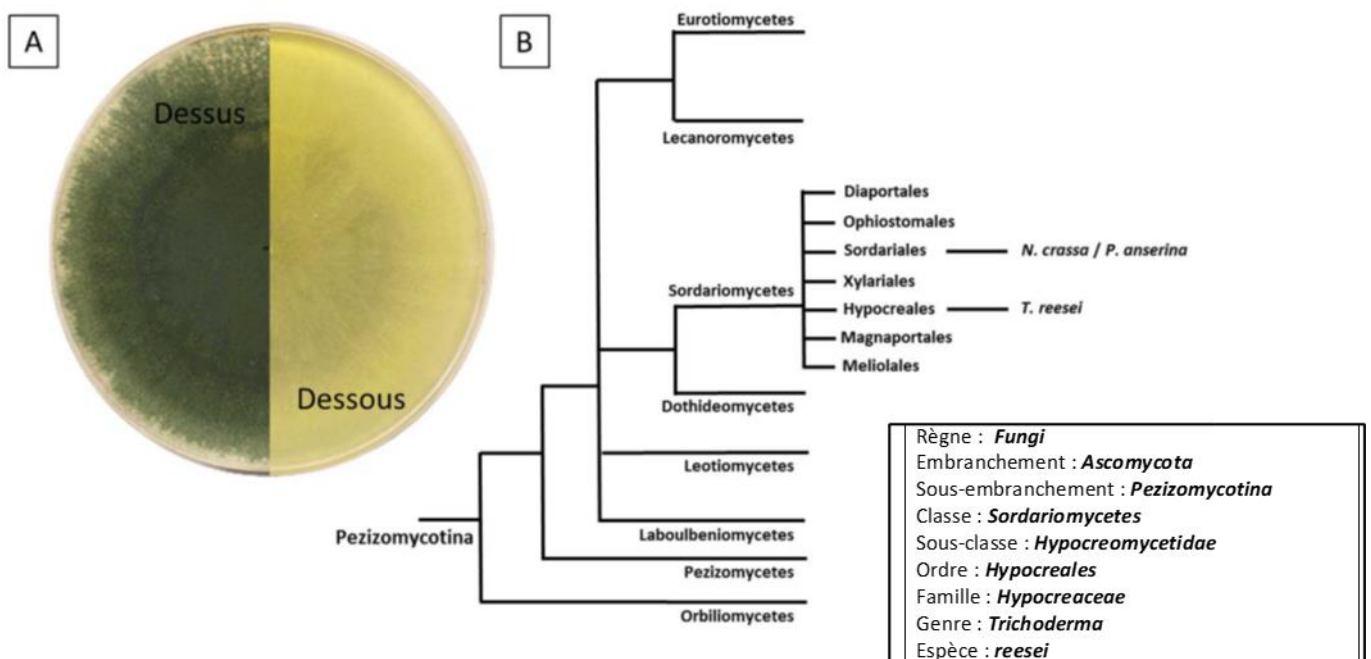 A
Dessus
Dessous
B
Eurotiomycetes
Lecanoromycetes
Diaportales
Ophiostomales
Sordariales
N. crassa / P. anserina
Xylariales
Sordariomycetes
Hypocreales
T. reesei
Magnaportales
Meliolales
Dothideomycetes
Leotiomycetes
Pezizomycotina
Laboulbeniomycetes
Pezizomycetes
Orbiliomycetes
Règne : Fungi
Embranchement : Ascomycota
Sous-embranchement : Pezizomycotina
Classe : Sordariomycetes
Sous-classe : Hypocreomycetidae
Ordre : Hypocreales
Famille : Hypocreaceae
Genre : Trichoderma
Espèce : reesei